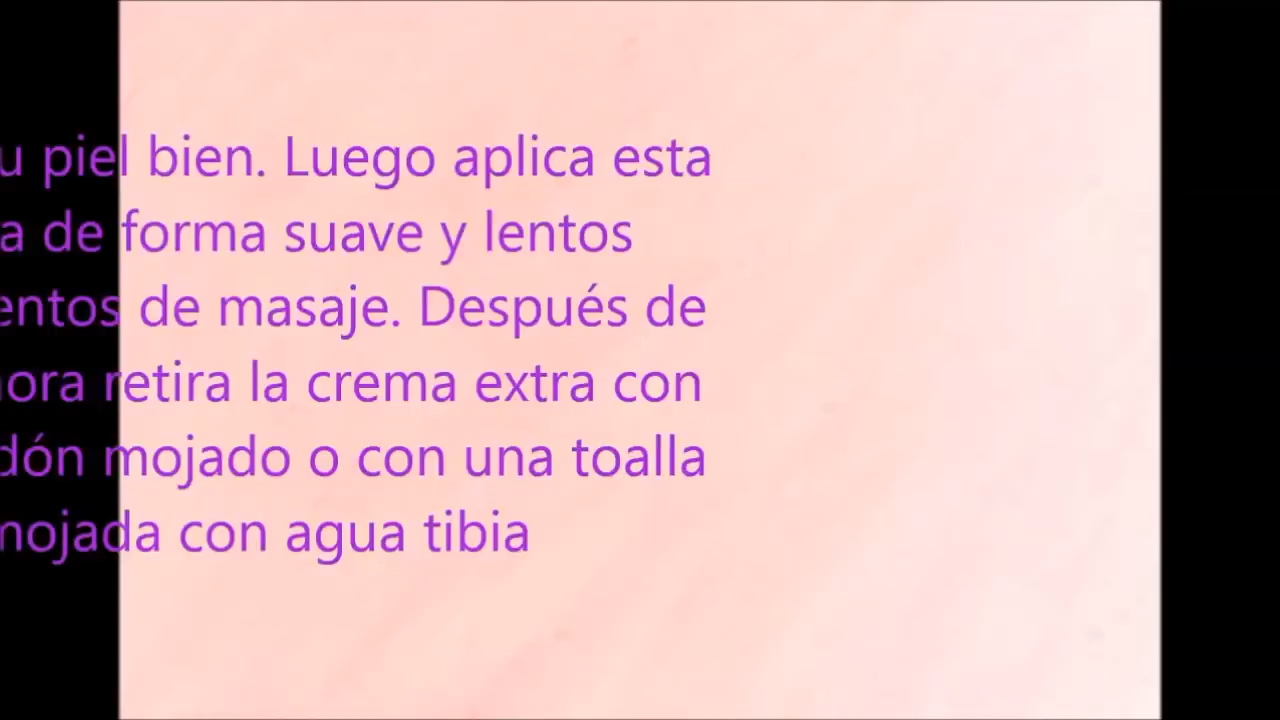 u piel bien. Luego aplica esta
a de forma suave y lentos
entos de masaje. Después de
ora retira la crema extra con
dón mojado o con una toalla
mojada con agua tibia